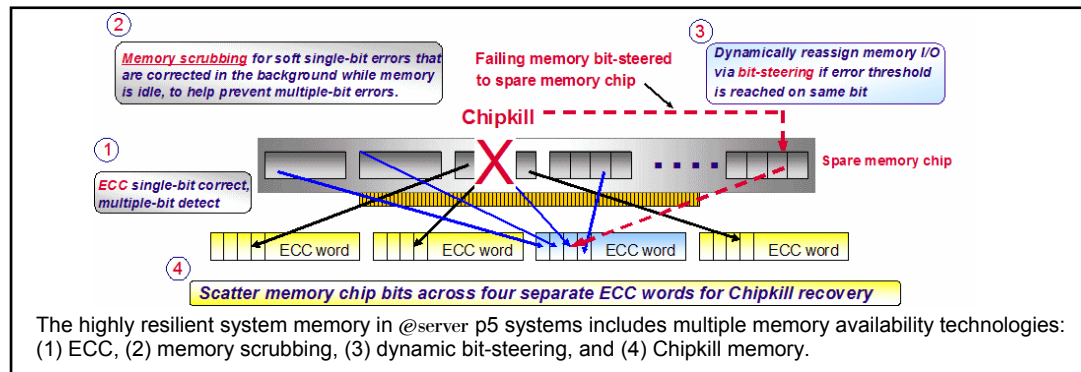 2
Memory scrubbing for soft single-bit errors that
are corrected in the background while memory
is idle, to help prevent multiple-bit errors.
Failing memory bit-steered
to spare memory chip
3
Dynamically reassign memory I/O
via bit-steering if error threshold
is reached on same bit
Chipkill
X
1
ECC single-bit correct,
multiple-bit detect
Spare memory chip
ECC word
ECC word
ECC word
ECC word
4
Scatter memory chip bits across four separate ECC words for Chipkill recovery
The highly resilient system memory in @server p5 systems includes multiple memory availability technologies:
(1) ECC, (2) memory scrubbing, (3) dynamic bit-steering, and (4) Chipkill memory.